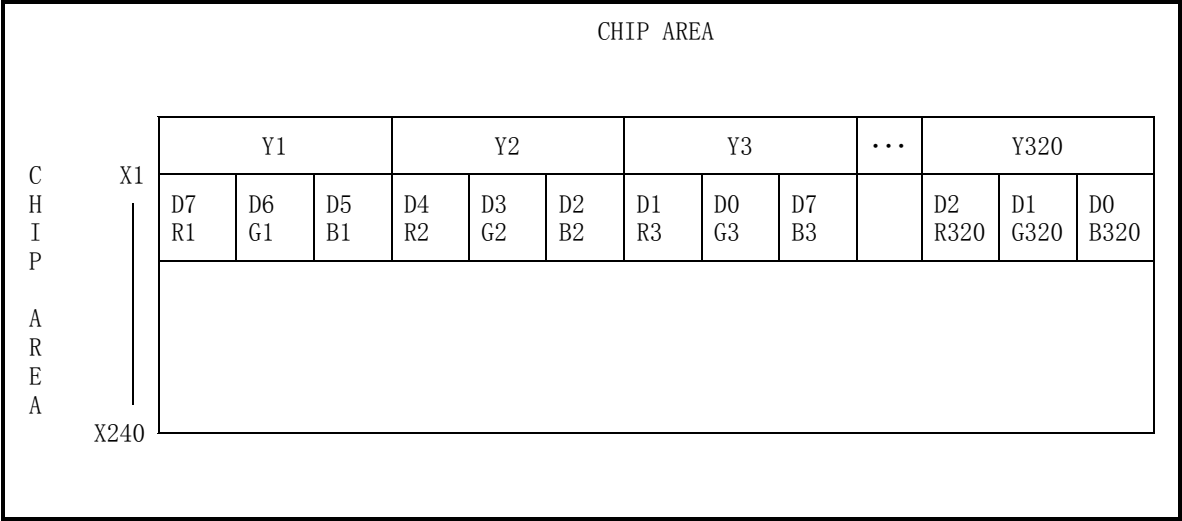 CHIP AREA
Y1 Y2 Y3 ··· Y320
X1
D7 D6 D5 D4 D3 D2 D1 D0 D7 D2 D1 D0
R1 G1 B1 R2 G2 B2 R3 G3 B3 R320 G320 B320
C
H
I
P
A
R
E
A
X240